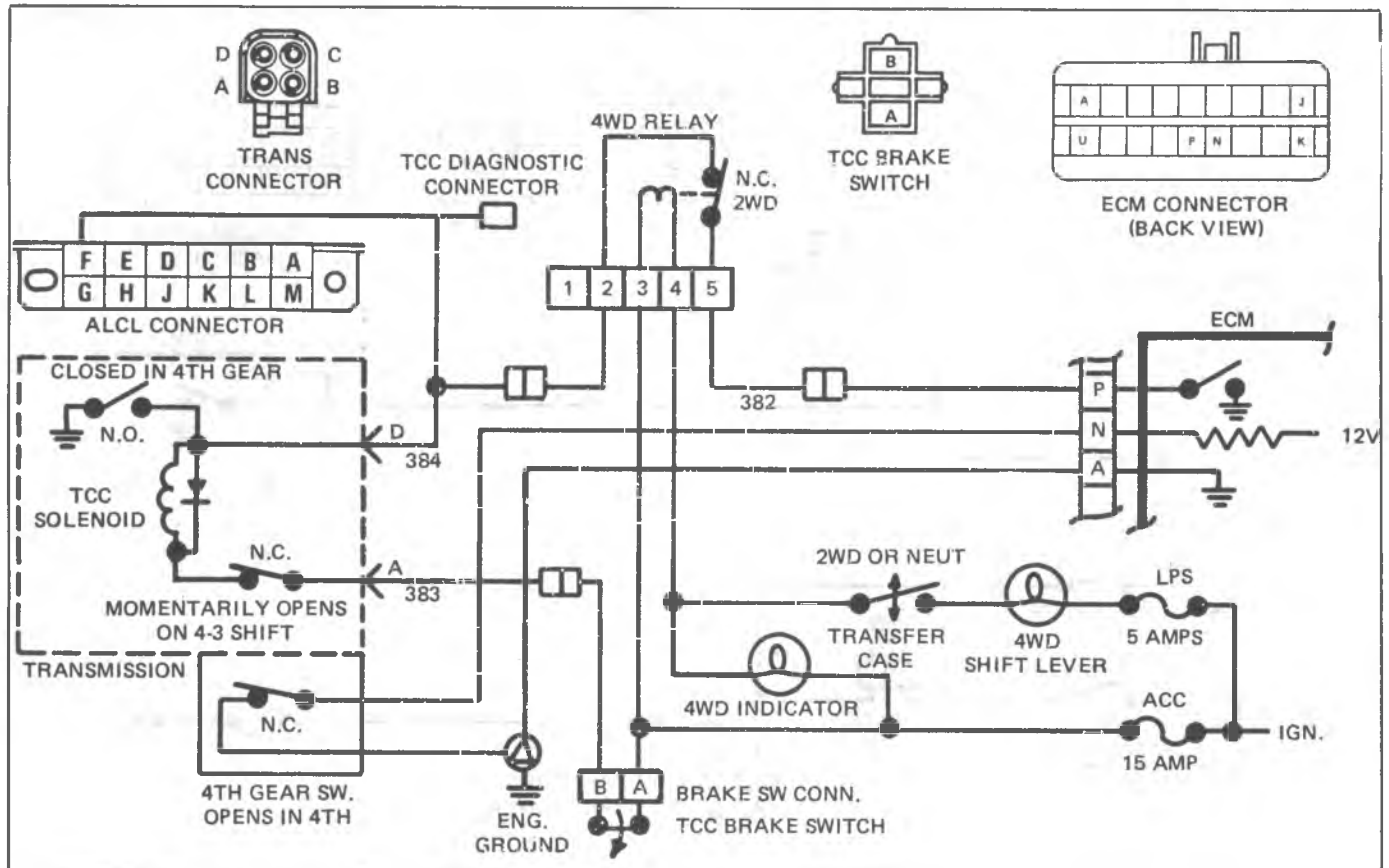 D C
A B
TRANS
CONNECTOR
TCC DIAGNOSTIC
CONNECTOR
4WD RELAY
N.C.
2WD
B
A
TCC BRAKE
SWITCH
A J
U P N K
ECM CONNECTOR
(BACK VIEW)
F E D C B A
G H J K L M
ALCL CONNECTOR
1 2 3 4 5
ECM
CLOSED IN 4TH GEAR
N.O.
D
384
382
P
N
A
12V
TCC
SOLENOID
N.C.
A
383
MOMENTARILY OPENS
ON 4-3 SHIFT
TRANSMISSION
2WD OR NEUT
TRANSFER
CASE
4WD
SHIFT LEVER
LPS
5 AMPS
4WD INDICATOR
ACC
15 AMP
IGN.
N.C.
4TH GEAR SW.
OPENS IN 4TH
ENG.
GROUND
B A
BRAKE SW CONN.
TCC BRAKE SWITCH